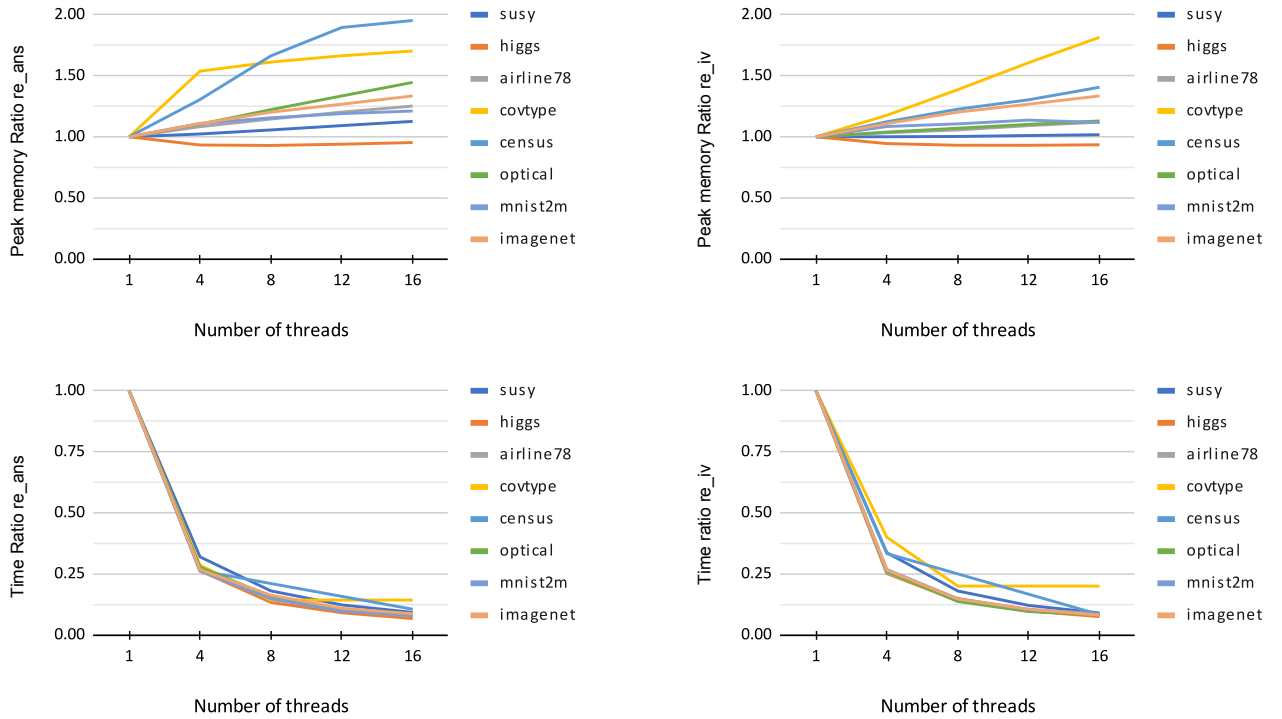 Peak memory Ratio re_ans
2.00
1.50
1.00
0.50
0.00
1 4 8 12 16
Number of threads
susy
higgs
airline78
covtype
census
optical
mnist2m
imagenet
Peak memory Ratio re_iv
2.00
1.50
1.00
0.50
0.00
1 4 8 12 16
Number of threads
susy
higgs
airline78
covtype
census
optical
mnist2m
imagenet
Time Ratio re_ans
1.00
0.75
0.50
0.25
0.00
1 4 8 12 16
Number of threads
susy
higgs
airline78
covtype
census
optical
mnist2m
imagenet
Time ratio re_iv
1.00
0.75
0.50
0.25
0.00
1 4 8 12 16
Number of threads
susy
higgs
airline78
covtype
census
optical
mnist2m
imagenet